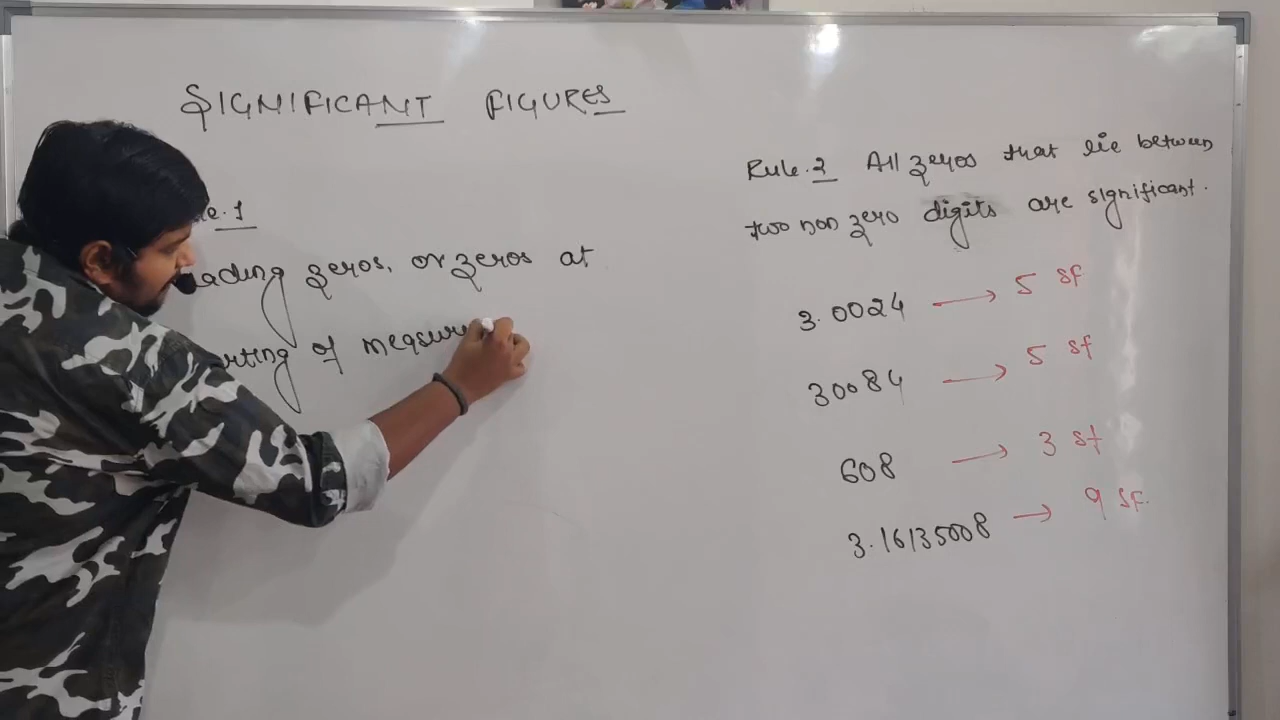 SIGNIFICANT FIGURES
e.1
ading zeros, or zeros at
rting of measur
Rule.2 All zeros that lie between
two non zero digits are significant.
3.0024 → 5 sf
30084 → 5 sf
608 → 3 sf
3.16135008 → 9 sf.